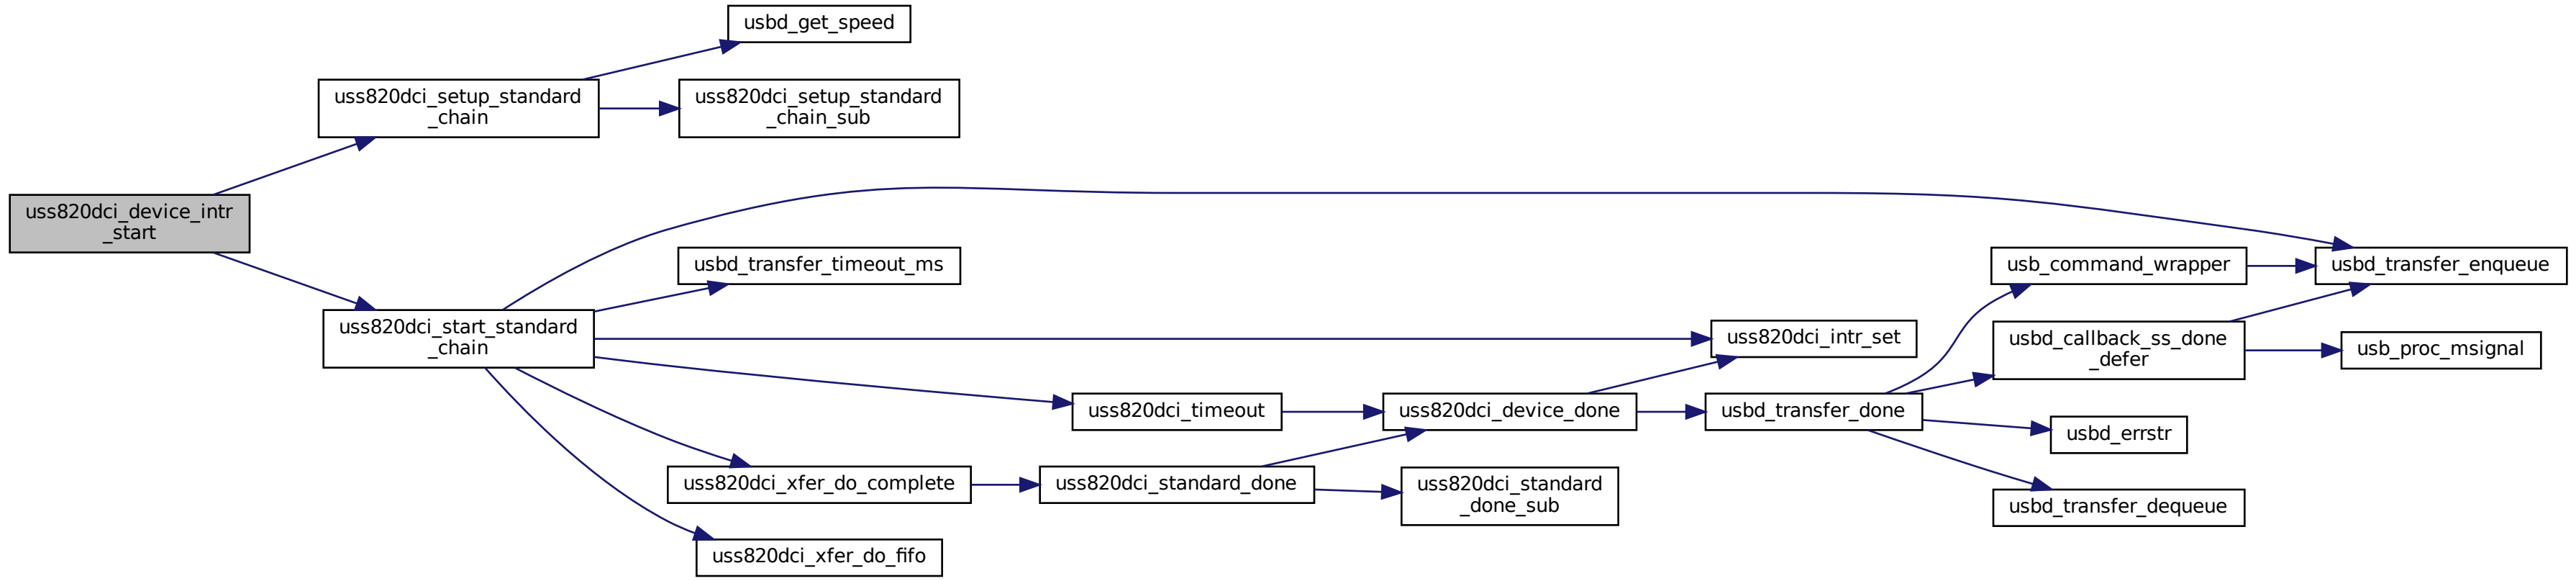 usbd_get_speed
uss820dci_setup_standard
_chain
uss820dci_setup_standard
_chain_sub
uss820dci_device_intr
_start
usbd_transfer_timeout_ms
usb_command_wrapper
usbd_transfer_enqueue
uss820dci_start_standard
_chain
uss820dci_intr_set
usbd_callback_ss_done
_defer
usb_proc_msignal
uss820dci_timeout
uss820dci_device_done
usbd_transfer_done
usbd_errstr
uss820dci_xfer_do_complete
uss820dci_standard_done
uss820dci_standard
_done_sub
usbd_transfer_dequeue
uss820dci_xfer_do_fifo